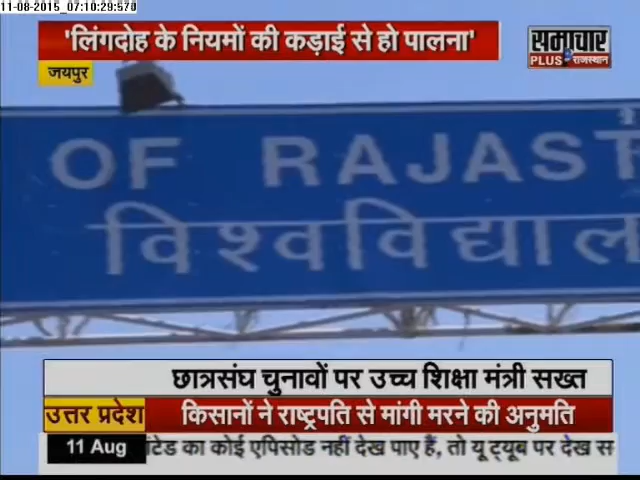 11-08-2015_07:10:29:570
'लिंगदोह के नियमों की कड़ाई से हो पालना'
समाचार
PLUS राजस्थान
जयपुर
OF RAJAST
विश्वविद्याल
छात्रसंघ चुनावों पर उच्च शिक्षा मंत्री सख्त
उत्तर प्रदेश किसानों ने राष्ट्रपति से मांगी मरने की अनुमति
11 Aug टेड का कोई एपिसोड नहीं देख पाए हैं, तो यू ट्यूब पर देख स